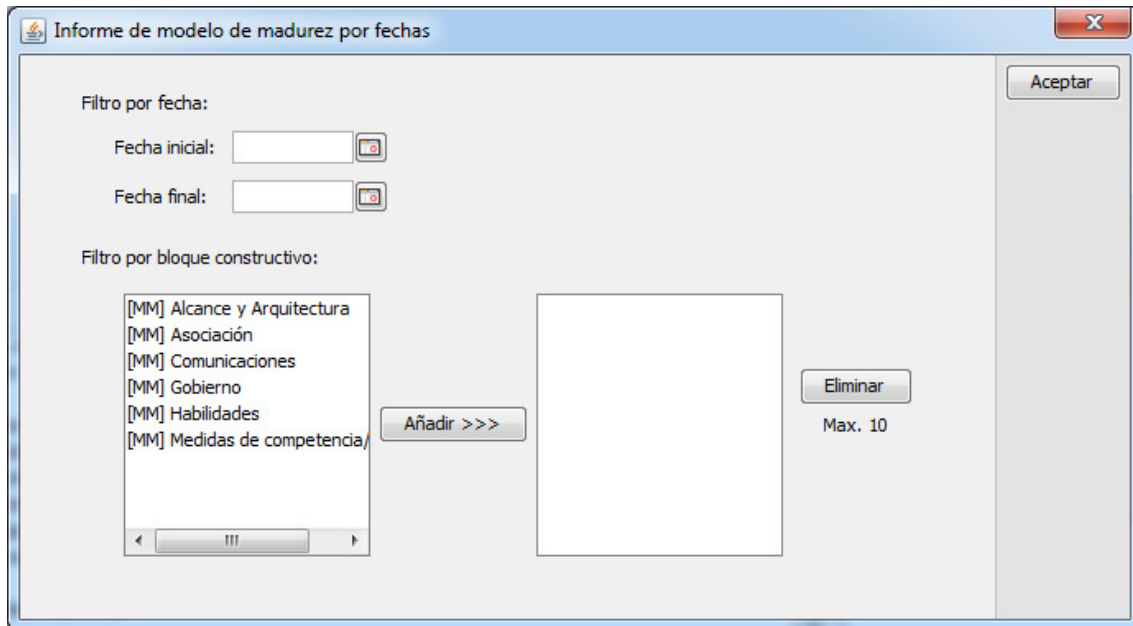 Informe de modelo de madurez por fechas
Aceptar
Filtro por fecha:
Fecha inicial:
Fecha final:
Filtro por bloque constructivo:
[MM] Alcance y Arquitectura
[MM] Asociación
[MM] Comunicaciones
[MM] Gobierno
[MM] Habilidades
[MM] Medidas de competencia/
Añadir >>>
Eliminar
Max. 10